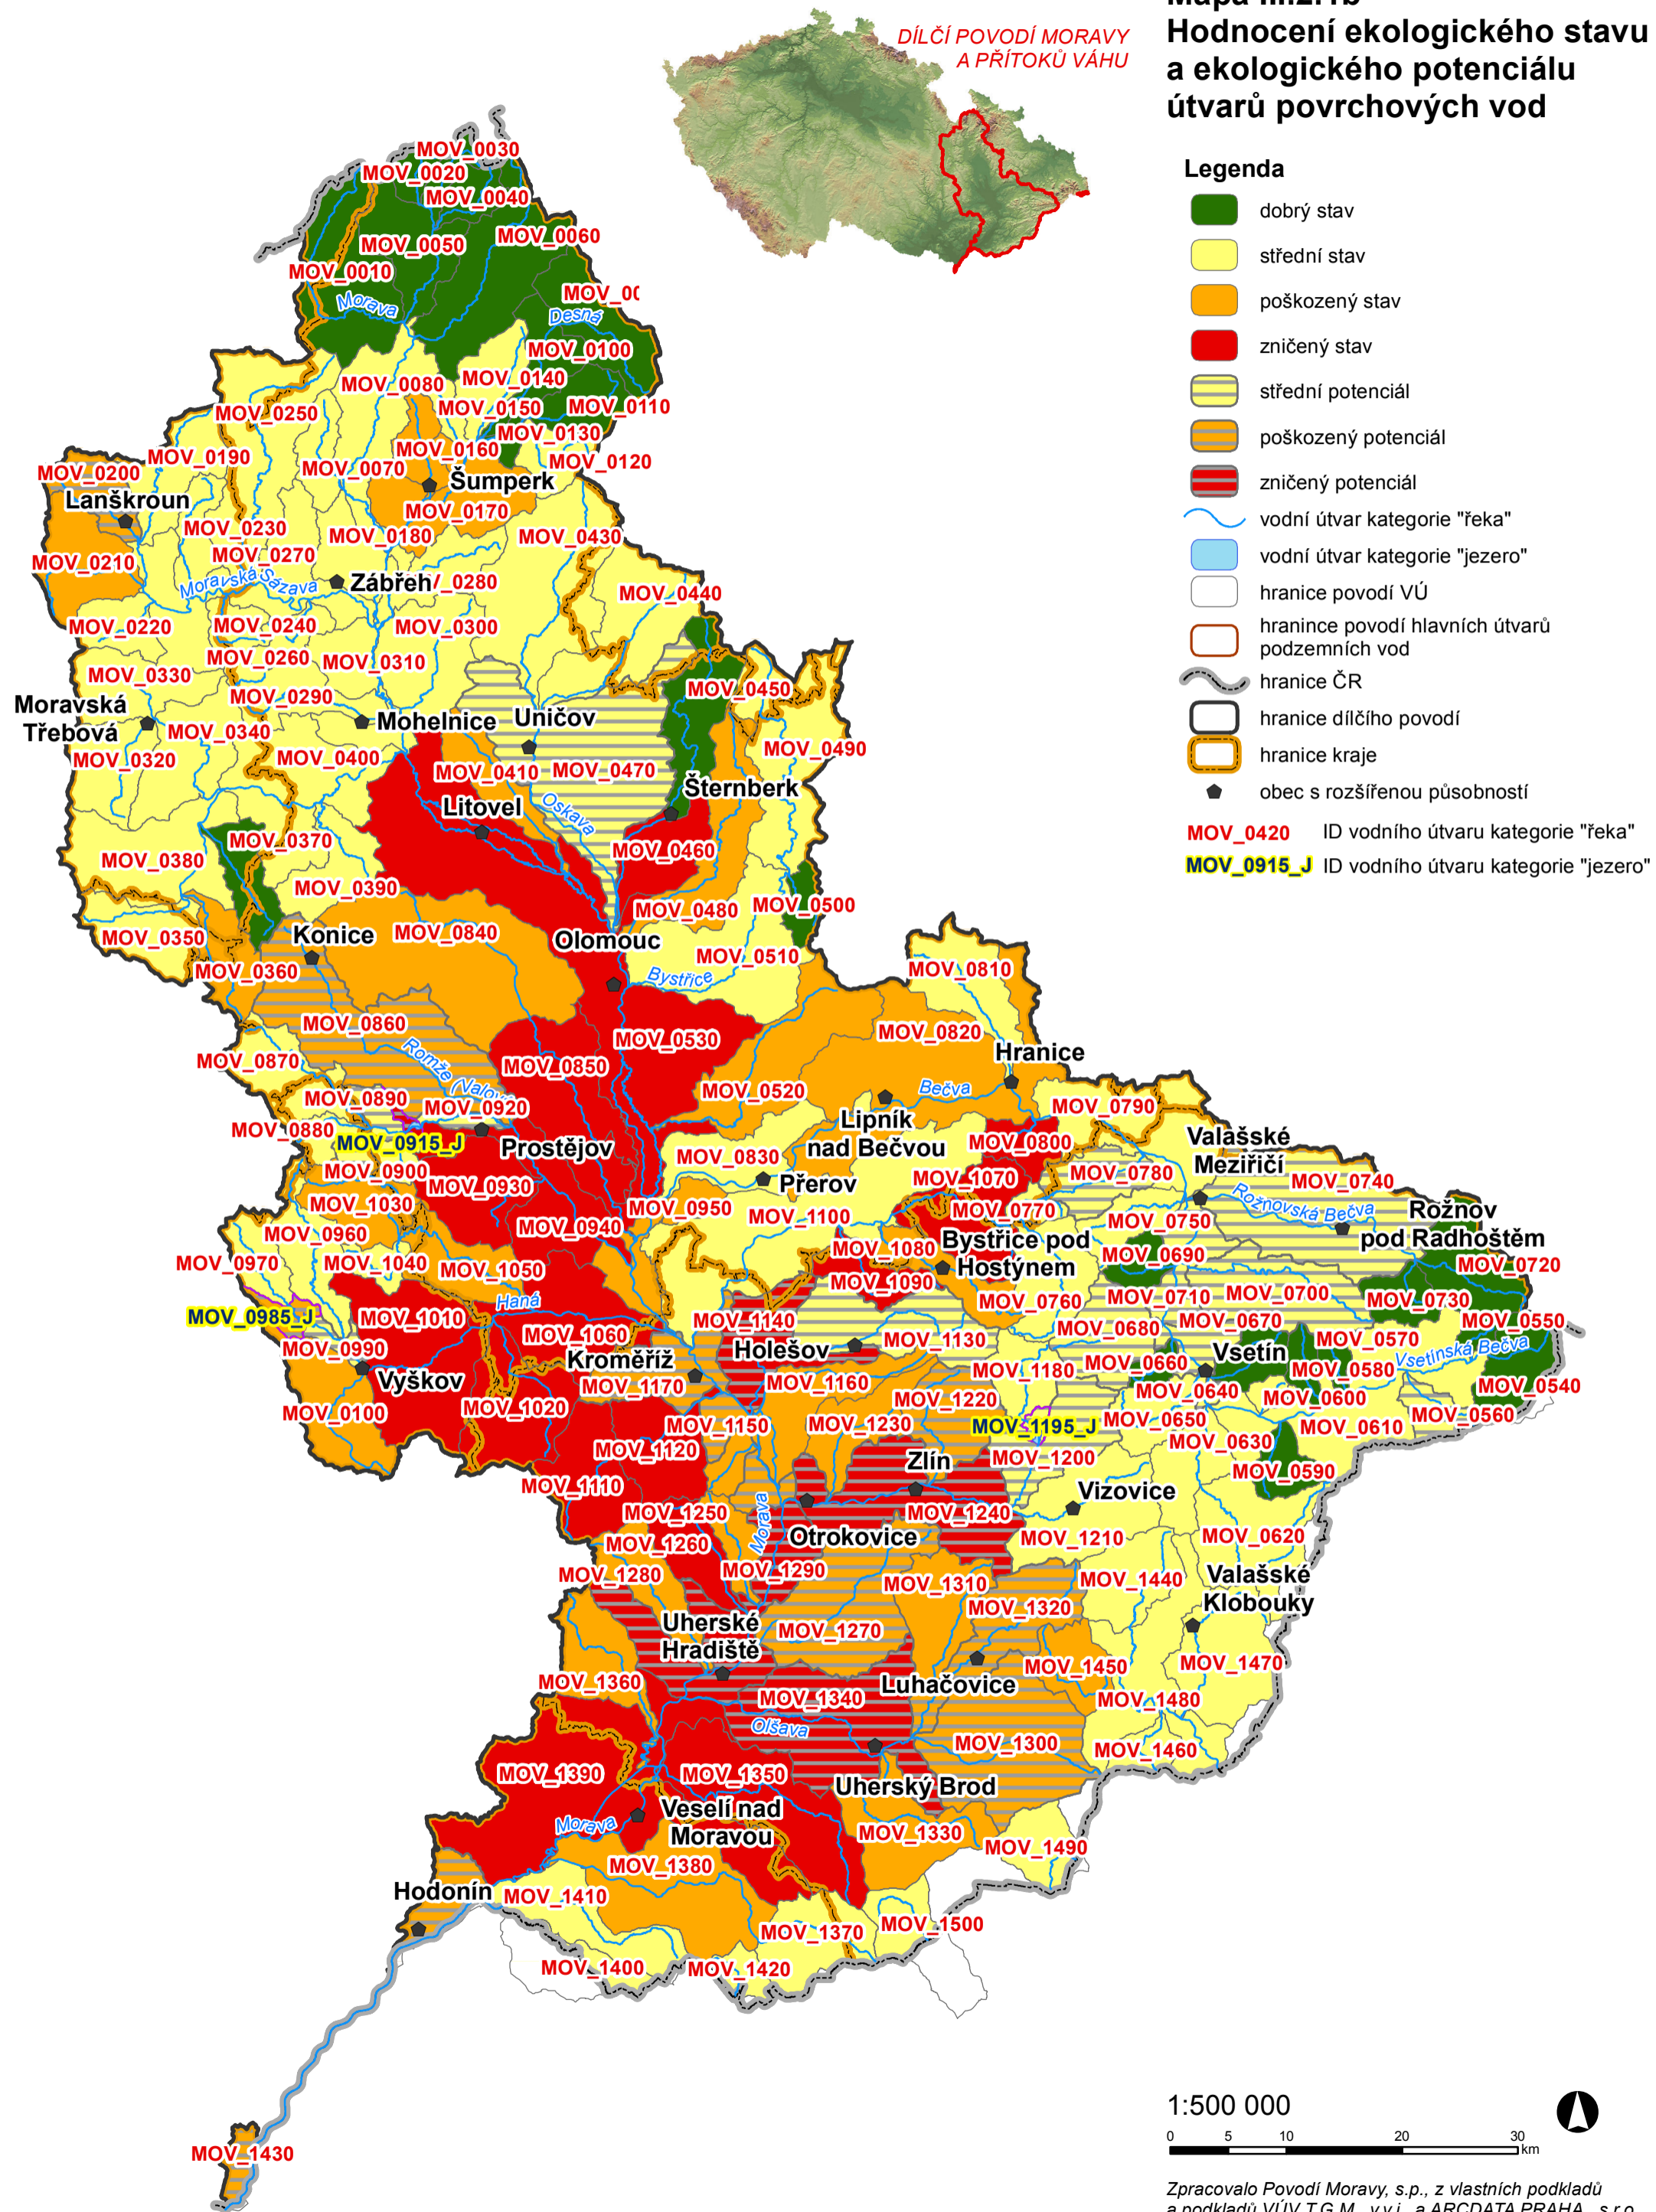 Hodnocení ekologického stavu
a ekologického potenciálu
útvarů povrchových vod
DÍLČÍ POVODÍ MORAVY
A PŘÍTOKŮ VÁHU
Legenda
dobrý stav
střední stav
poškozený stav
zničený stav
střední potenciál
poškozený potenciál
zničený potenciál
vodní útvar kategorie "řeka"
vodní útvar kategorie "jezero"
hranice povodí VÚ
hranince povodí hlavních útvarů
podzemních vod
hranice ČR
hranice dílčího povodí
hranice kraje
obec s rozšířenou působností
MOV_0420 ID vodního útvaru kategorie "řeka"
MOV_0915_J ID vodního útvaru kategorie "jezero"
MOV_0030
MOV_0020
MOV_0040
MOV_0060
MOV_0050
MOV_0010
Morava
Desná
MOV_0100
MOV_0140
MOV_0080
MOV_0150
MOV_0110
MOV_0250
MOV_0130
MOV_0160
MOV_0190
MOV_0120
MOV_0070
MOV_0200
Šumperk
Lanškroun
MOV_0170
MOV_0230
MOV_0180
MOV_0430
MOV_0270
MOV_0210
Moravská Sázava
Zábřeh
0280
MOV_0440
MOV_0220
MOV_0240
MOV_0300
MOV_0260
MOV_0310
MOV_0330
MOV_0450
MOV_0290
Moravská
Třebová
Mohelnice
Uničov
MOV_0340
MOV_0490
MOV_0320
MOV_0400
MOV_0410
MOV_0470
Šternberk
Litovel
Oskava
MOV_0370
MOV_0460
MOV_0380
MOV_0390
MOV_0500
MOV_0480
MOV_0350
Konice
MOV_0840
Olomouc
MOV_0510
MOV_0360
Bystřice
MOV_0810
MOV_0860
MOV_0820
MOV_0530
Hranice
MOV_0870
Romže
MOV_0850
MOV_0520
Bečva
MOV_0890
MOV_0920
MOV_0790
MOV_0880
MOV_0915_J
Prostějov
Lipník
nad Bečvou
MOV_0800
Valašské
Meziříčí
MOV_0830
MOV_0900
MOV_0780
MOV_0930
Přerov
MOV_1070
MOV_0740
MOV_1030
MOV_0950
MOV_0770
Rožnovská Bečva
Rožnov
pod Radhoštěm
MOV_0960
MOV_0940
MOV_1100
MOV_0750
MOV_0970
MOV_1040
MOV_1050
MOV_1080
Bystřice pod
Hostýnem
MOV_0690
MOV_0720
MOV_1090
MOV_0985_J
Haná
MOV_0760
MOV_0710
MOV_0700
MOV_0730
MOV_1010
MOV_1060
MOV_1140
MOV_1130
MOV_0680
MOV_0670
MOV_0550
MOV_0990
Kroměříž
Holešov
MOV_0570
Vsetínská Bečva
Vyškov
MOV_1170
MOV_1160
MOV_1180
MOV_0660
Vsetín
MOV_0580
MOV_0540
MOV_0100
MOV_1020
MOV_1220
MOV_0640
MOV_0600
MOV_1150
MOV_1230
MOV_1195_J
MOV_0650
MOV_0610
MOV_0560
MOV_1120
MOV_0630
MOV_1110
Zlín
MOV_1200
MOV_0590
MOV_1250
Morava
MOV_1240
Vizovice
MOV_1260
Otrokovice
MOV_1210
MOV_0620
MOV_1280
MOV_1290
MOV_1310
MOV_1440
Valašské
Klobouky
MOV_1320
Uherské
Hradiště
MOV_1270
MOV_1450
MOV_1470
MOV_1360
MOV_1340
Luhačovice
MOV_1480
Olšava
MOV_1300
MOV_1460
MOV_1390
MOV_1350
Uherský Brod
Morava
Veselí nad
Moravou
MOV_1330
MOV_1490
MOV_1380
Hodonín
MOV_1410
MOV_1370
MOV_1500
MOV_1400
MOV_1420
MOV_1430
1:500 000
0 5 10 20 30
km
Zpracovalo Povodí Moravy, s.p., z vlastních podkladů
a podkladů VÚV T.G.M., v.v.i., a ARCDATA PRAHA, s.r.o.